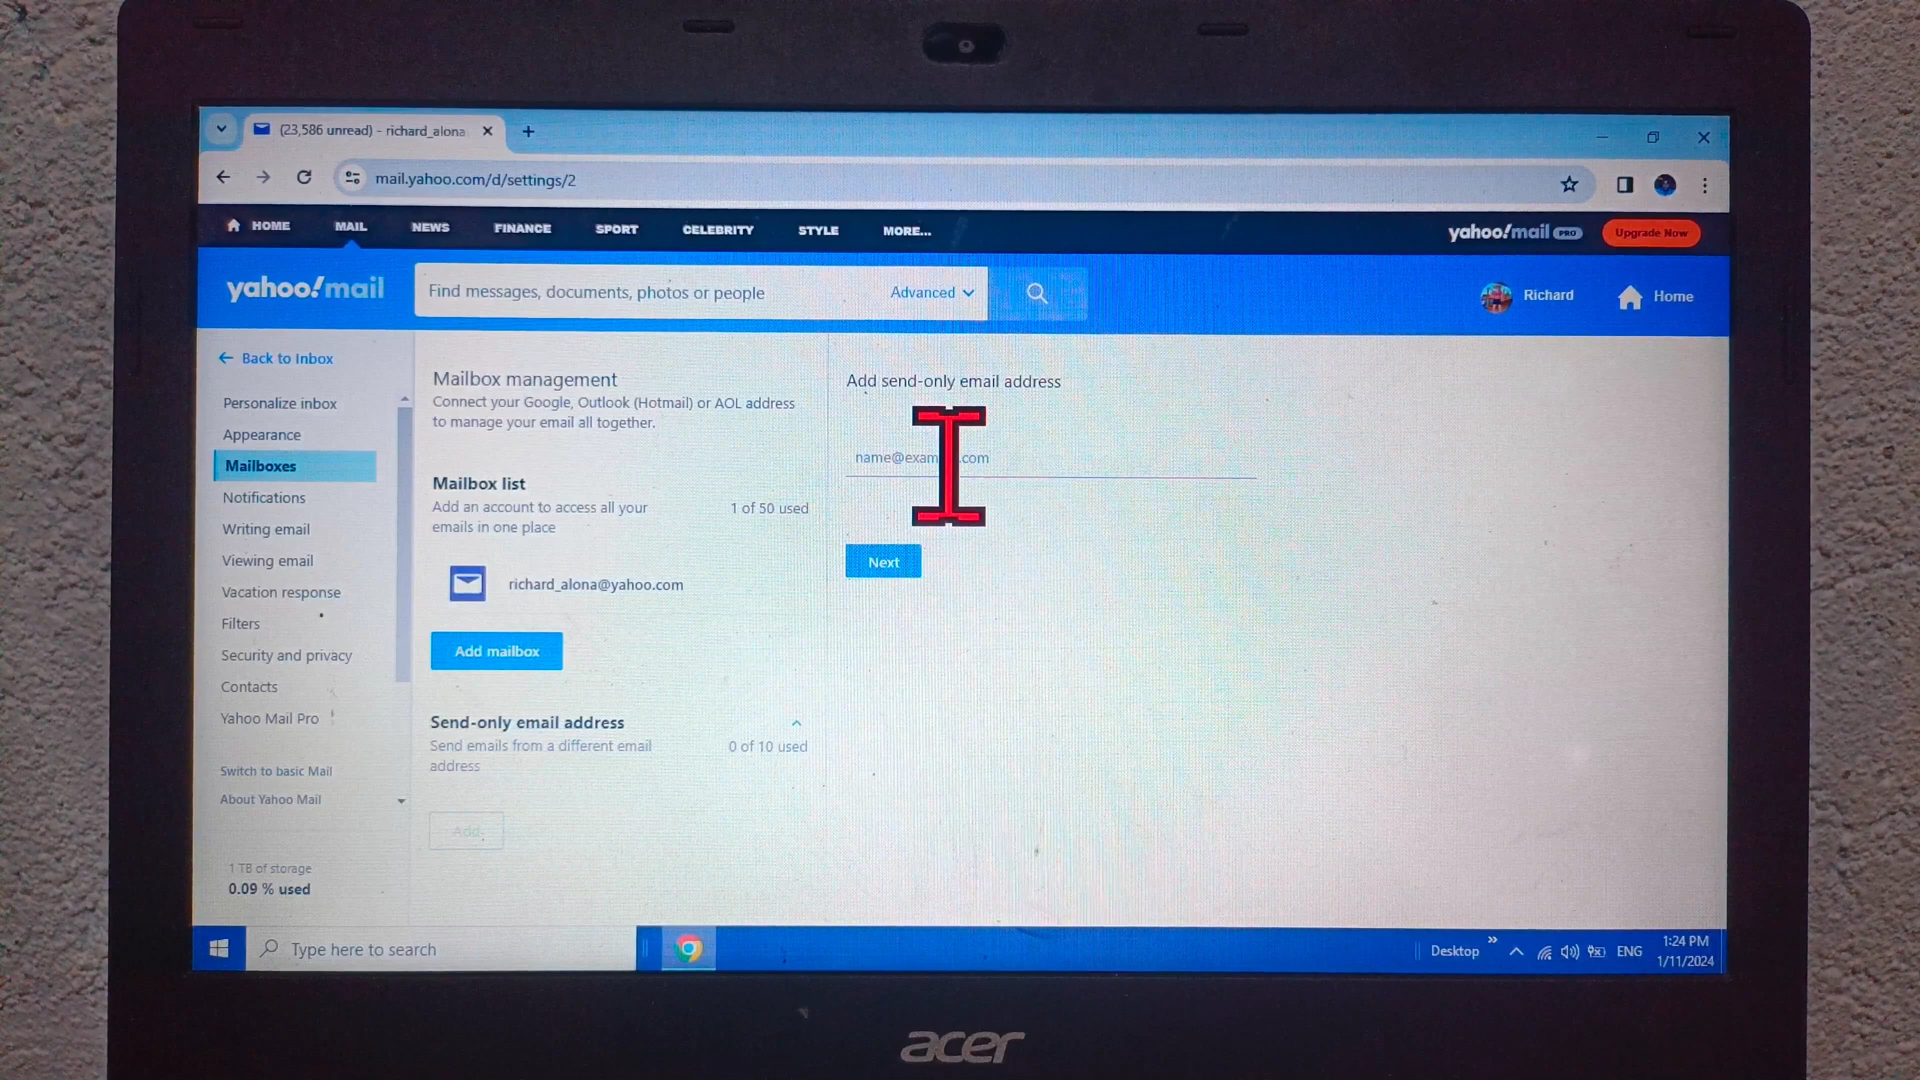 (23,586 unread) - richard_alona
mail.yahoo.com/d/settings/2
HOME MAIL NEWS FINANCE SPORT CELEBRITY STYLE MORE...
yahoo!mail PRO Upgrade Now
yahoo!mail
Find messages, documents, photos or people Advanced
Richard Home
Back to Inbox
Personalize inbox
Appearance
Mailboxes
Notifications
Writing email
Viewing email
Vacation response
Filters
Security and privacy
Contacts
Yahoo Mail Pro
Switch to basic Mail
About Yahoo Mail
1 TB of storage
0.09 % used
Mailbox management
Connect your Google, Outlook (Hotmail) or AOL address
to manage your email all together.
Mailbox list
Add an account to access all your
emails in one place
1 of 50 used
richard_alona@yahoo.com
Add mailbox
Send-only email address
Send emails from a different email
address
0 of 10 used
Add
Add send-only email address
name@exam .com
Next
Type here to search
Desktop
ENG
1:24 PM
1/11/2024
acer